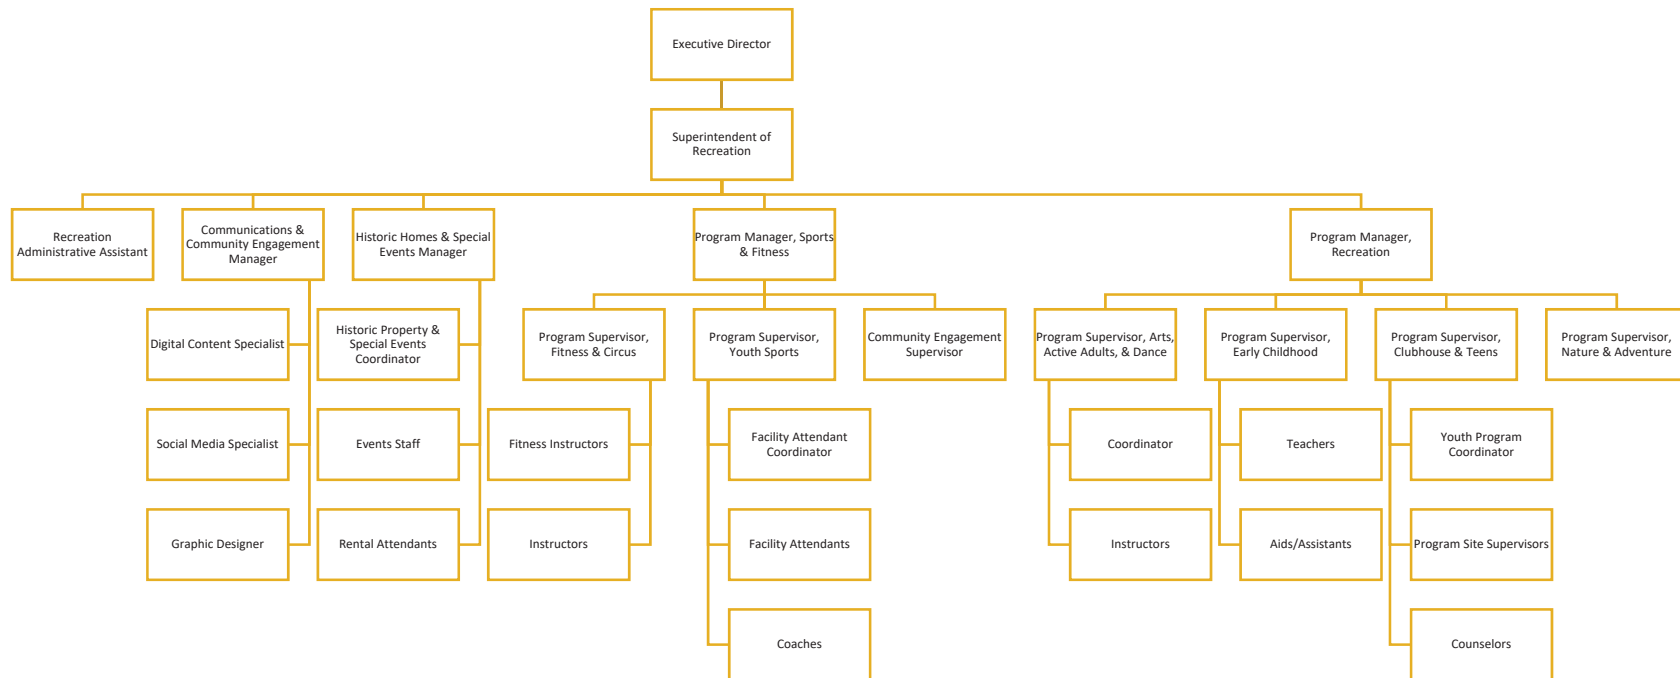 Executive Director
Superintendent of
Recreation
Recreation
Administrative Assistant
Communications &
Community Engagement
Manager
Historic Homes & Special
Events Manager
Program Manager, Sports
& Fitness
Program Manager,
Recreation
Digital Content Specialist
Historic Property &
Special Events
Coordinator
Program Supervisor,
Fitness & Circus
Program Supervisor,
Youth Sports
Community Engagement
Supervisor
Program Supervisor, Arts,
Active Adults, & Dance
Program Supervisor,
Early Childhood
Program Supervisor,
Clubhouse & Teens
Program Supervisor,
Nature & Adventure
Social Media Specialist
Events Staff
Fitness Instructors
Facility Attendant
Coordinator
Coordinator
Teachers
Youth Program
Coordinator
Graphic Designer
Rental Attendants
Instructors
Facility Attendants
Instructors
Aids/Assistants
Program Site Supervisors
Coaches
Counselors